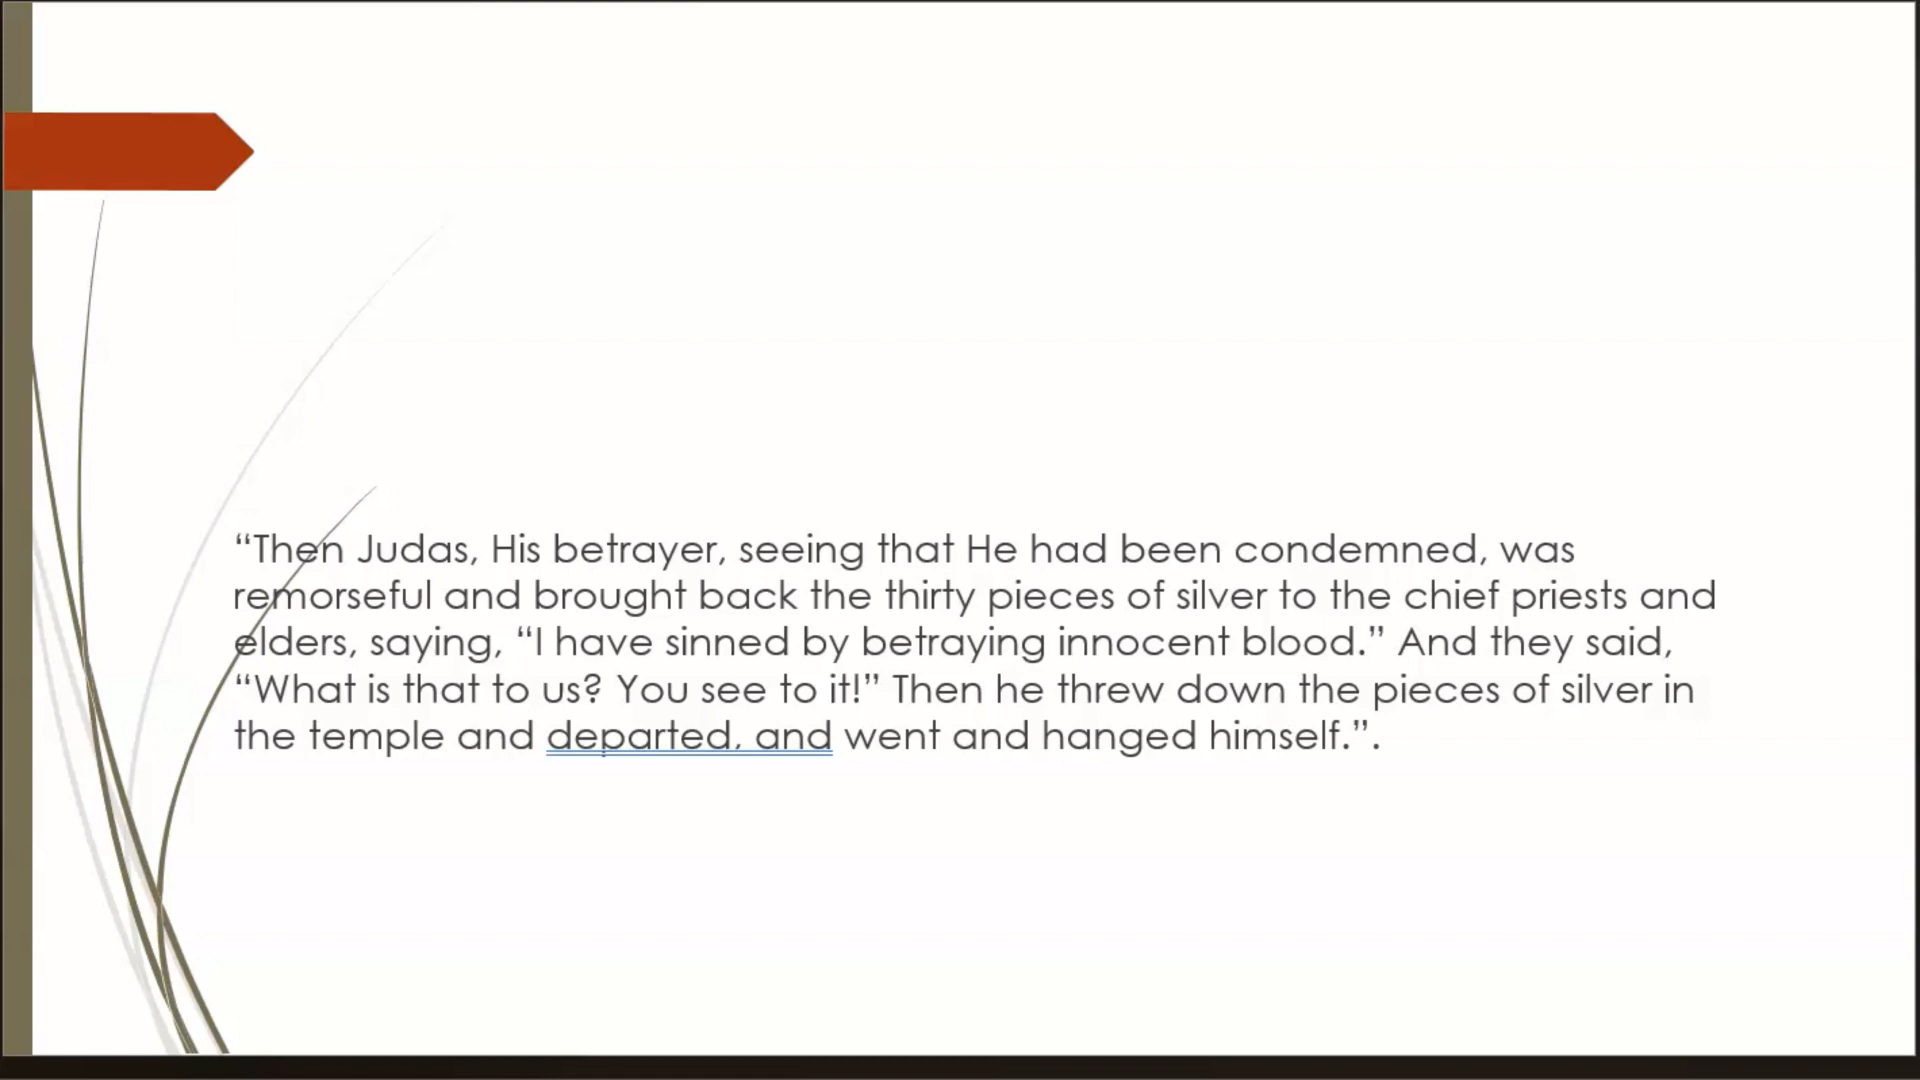 “Then Judas, His betrayer, seeing that He had been condemned, was
remorseful and brought back the thirty pieces of silver to the chief priests and
elders, saying, “I have sinned by betraying innocent blood.” And they said,
“What is that to us? You see to it!” Then he threw down the pieces of silver in
the temple and departed, and went and hanged himself.”.